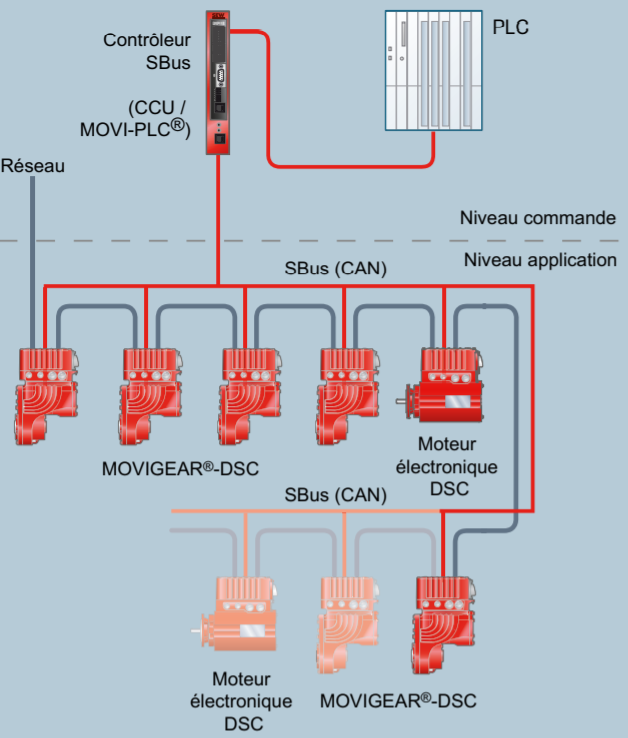 Contrôleur
SBus
PLC
(CCU /
MOVI-PLC®)
Réseau
Niveau commande
Niveau application
SBus (CAN)
MOVIGEAR®-DSC
Moteur
électronique
DSC
SBus (CAN)
Moteur
électronique
DSC
MOVIGEAR®-DSC